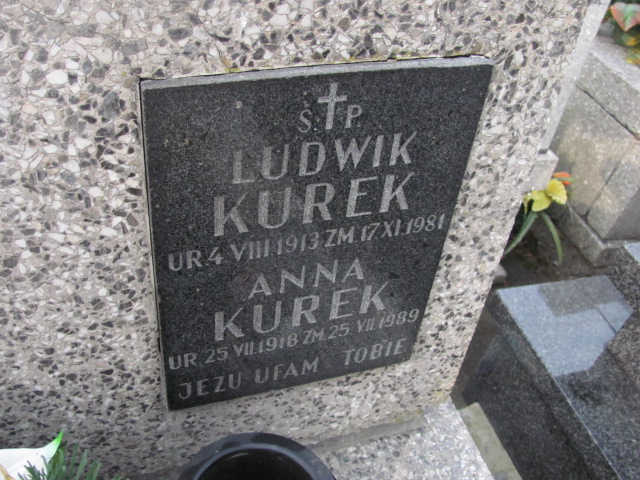 Ś.†P.
LUDWIK
KUREK
UR.4 VIII.1913 ZM.17 XI.1981
ANNA
KUREK
UR 25.VII.1918 ZM.25 VII.1989
JEZU UFAM TOBIE